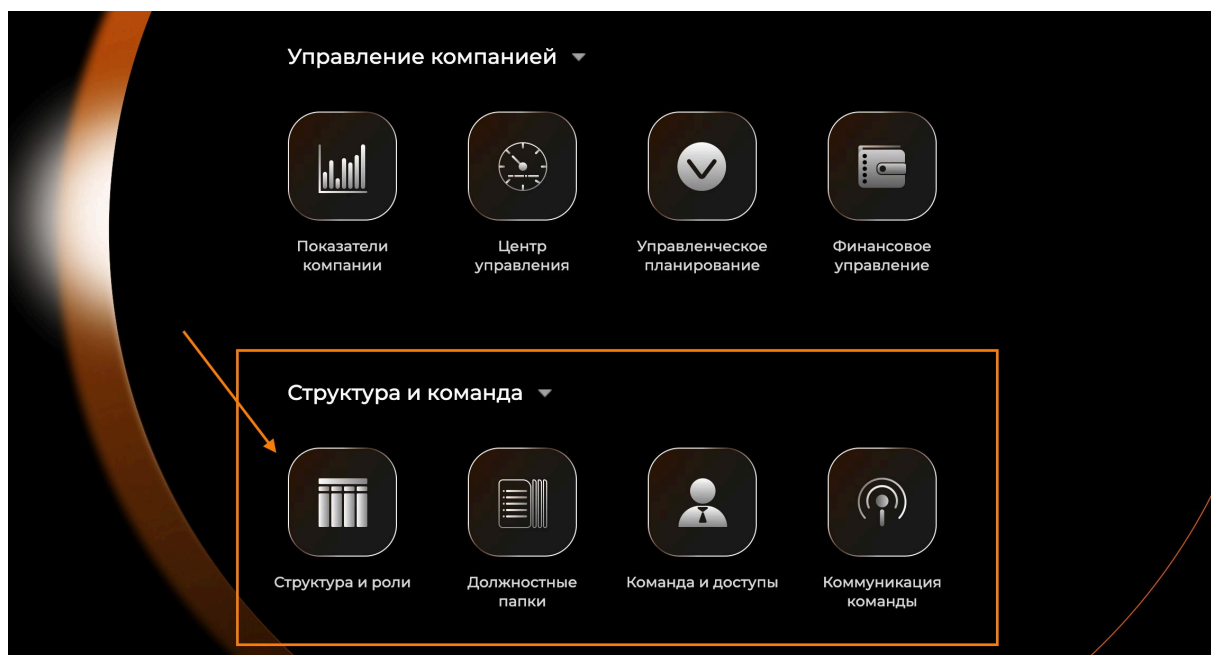 Управление компанией
Показатели
компании
Центр
управления
Управленческое
планирование
Финансовое
управление
Структура и команда
Структура и роли
Должностные
папки
Команда и доступы
Коммуникация
команды